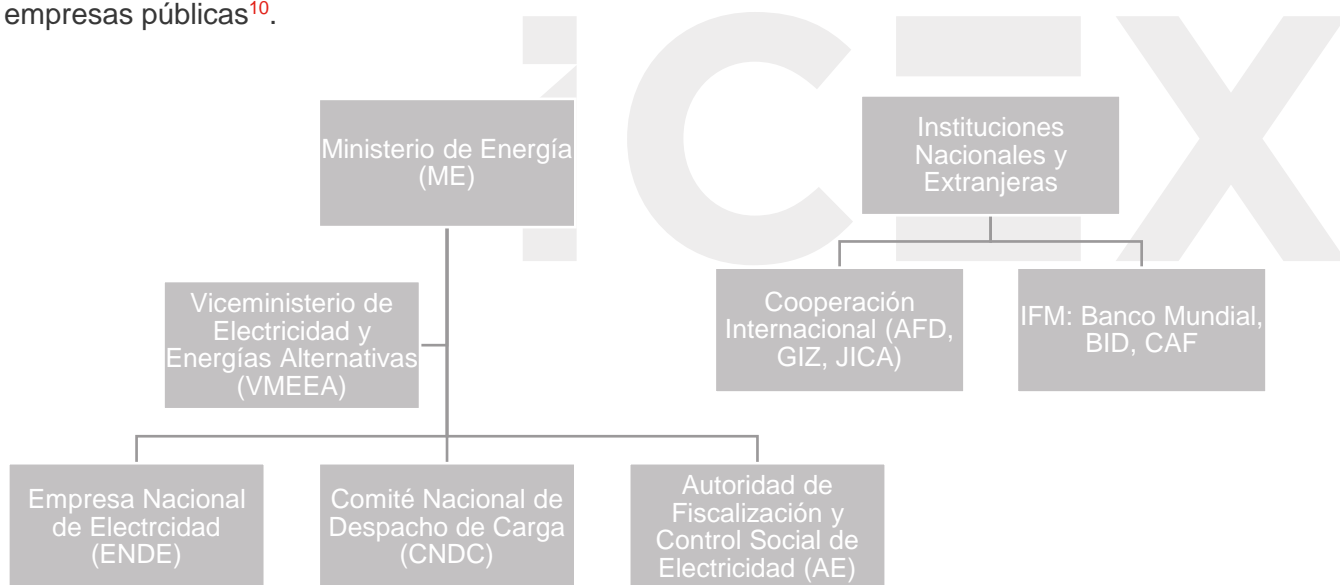 empresas públicas10.
iCEX
Ministerio de Energía
(ME)
Instituciones
Nacionales y
Extranjeras
Viceministerio de
Electricidad y
Energías Alternativas
(VMEEA)
Cooperación
Internacional (AFD,
GIZ, JICA)
IFM: Banco Mundial,
BID, CAF
Empresa Nacional
de Electrcidad
(ENDE)
Comité Nacional de
Despacho de Carga
(CNDC)
Autoridad de
Fiscalización y
Control Social de
Electricidad (AE)